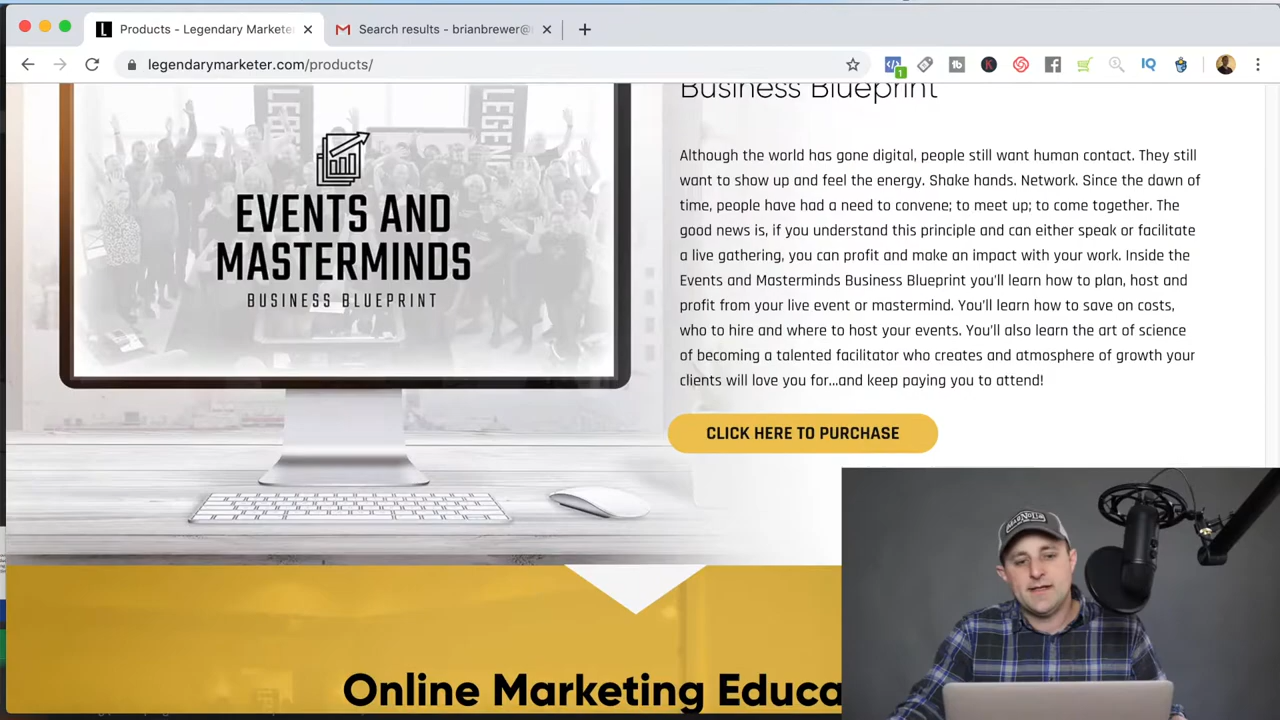 Products - Legendary Markete
Search results - brianbrewer@
legendarymarketer.com/products/
1
Business Blueprint
EVENTS AND
MASTERMINDS
BUSINESS BLUEPRINT
Although the world has gone digital, people still want human contact. They still
want to show up and feel the energy. Shake hands. Network. Since the dawn of
time, people have had a need to convene; to meet up; to come together. The
good news is, if you understand this principle and can either speak or facilitate
a live gathering, you can profit and make an impact with your work. Inside the
Events and Masterminds Business Blueprint you'll learn how to plan, host and
profit from your live event or mastermind. You'll learn how to save on costs,
who to hire and where to host your events. You'll also learn the art of science
of becoming a talented facilitator who creates and atmosphere of growth your
clients will love you for...and keep paying you to attend!
CLICK HERE TO PURCHASE
Online Marketing Educa